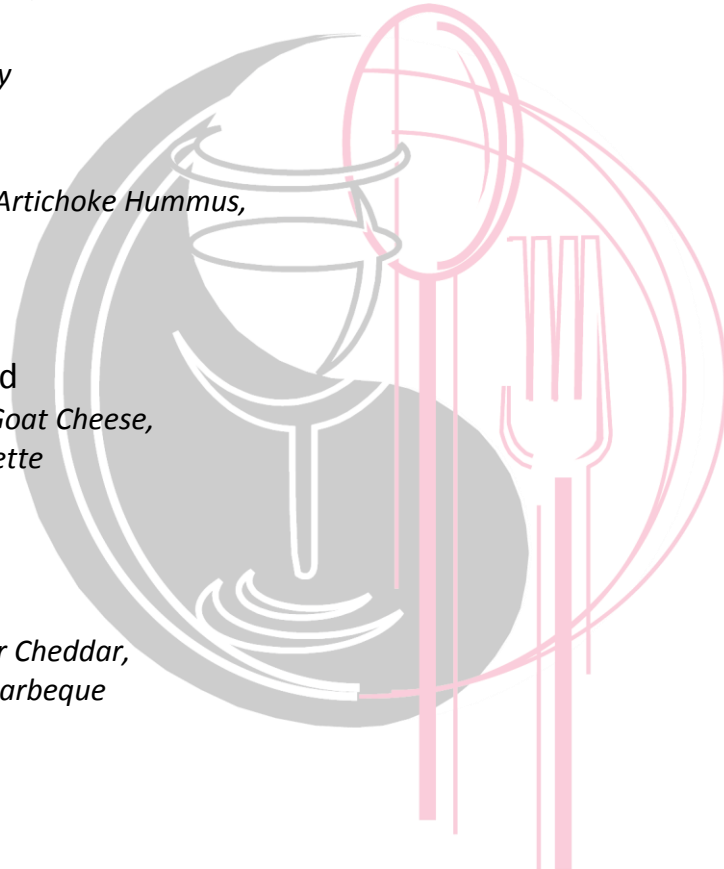 y
Artichoke Hummus,
d
Goat Cheese,
ette
r Cheddar,
arbeque